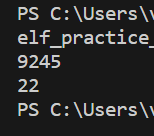 PS C:\Users\
elf_practice_
9245
22
PS C:\Users\